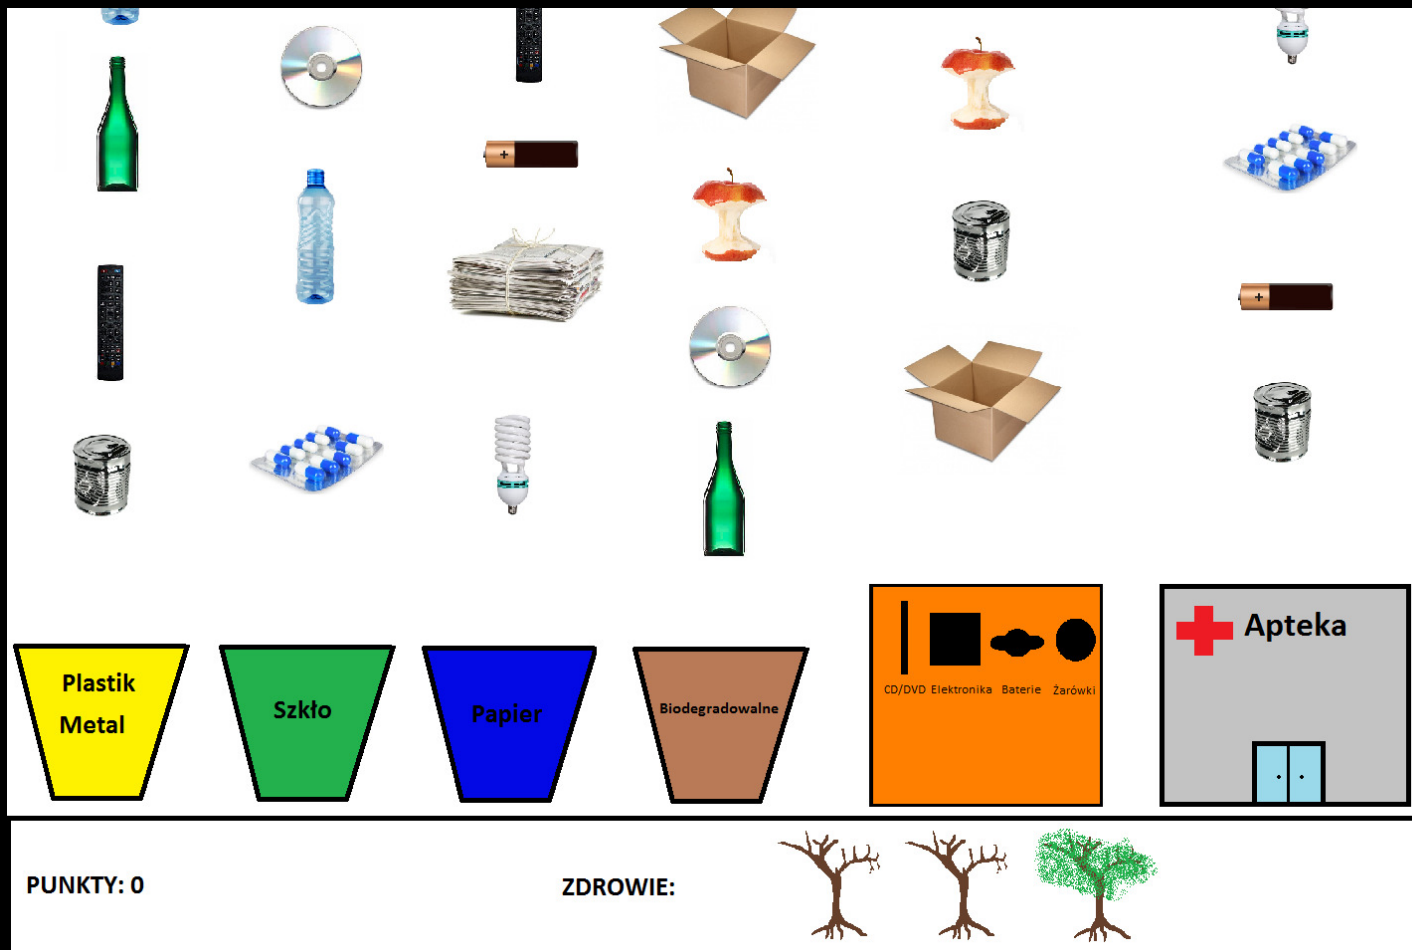 Plastik
Metal
Szkło
Papier
Biodegradowalne
CD/DVD Elektronika Baterie Żarówki
Apteka
PUNKTY: 0
ZDROWIE: